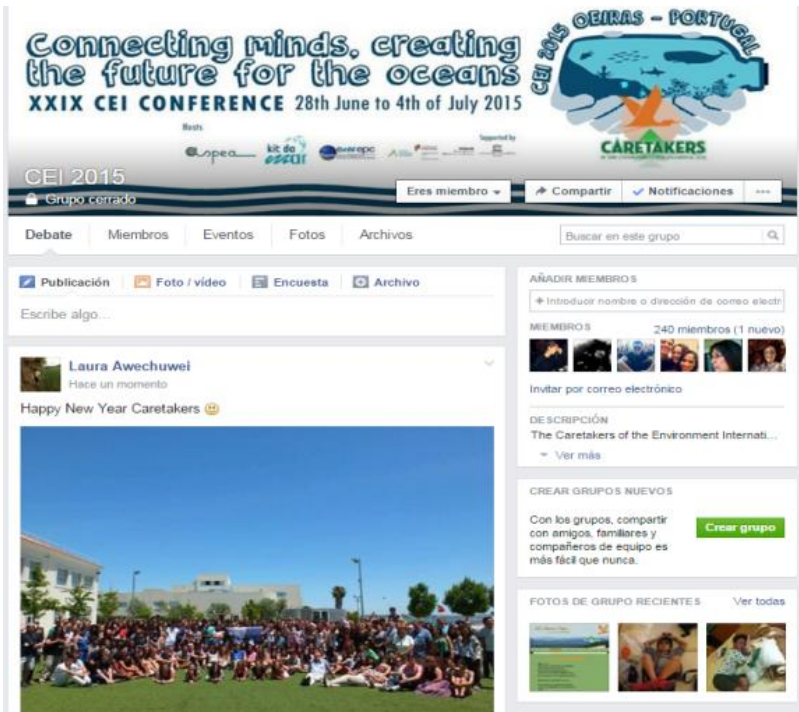 Connecting minds, creating
the future for the oceans
XXIX CEI CONFERENCE 28th June to 4th of July 2015
CEI 2015 OEIRAS - PORTUGAL
Hosts
aspea
kit do
Supported by
CARETAKERS
CEI 2015
Grupo cerrado
Eres miembro
Compartir
Notificaciones
Debate Miembros Eventos Fotos Archivos
Buscar en este grupo
Publicación Foto / vídeo Encuesta Archivo
Escribe algo...
Laura Awechuwei
Hace un momento
Happy New Year Caretakers
AÑADIR MIEMBROS
+ Introducir nombre o dirección de correo electr
MIEMBROS 240 miembros (1 nuevo)
Invitar por correo electrónico
DESCRIPCIÓN
The Caretakers of the Environment Internati...
Ver más
CREAR GRUPOS NUEVOS
Con los grupos, compartir
con amigos, familiares y
compañeros de equipo es
más fácil que nunca.
Crear grupo
FOTOS DE GRUPO RECIENTES Ver todas